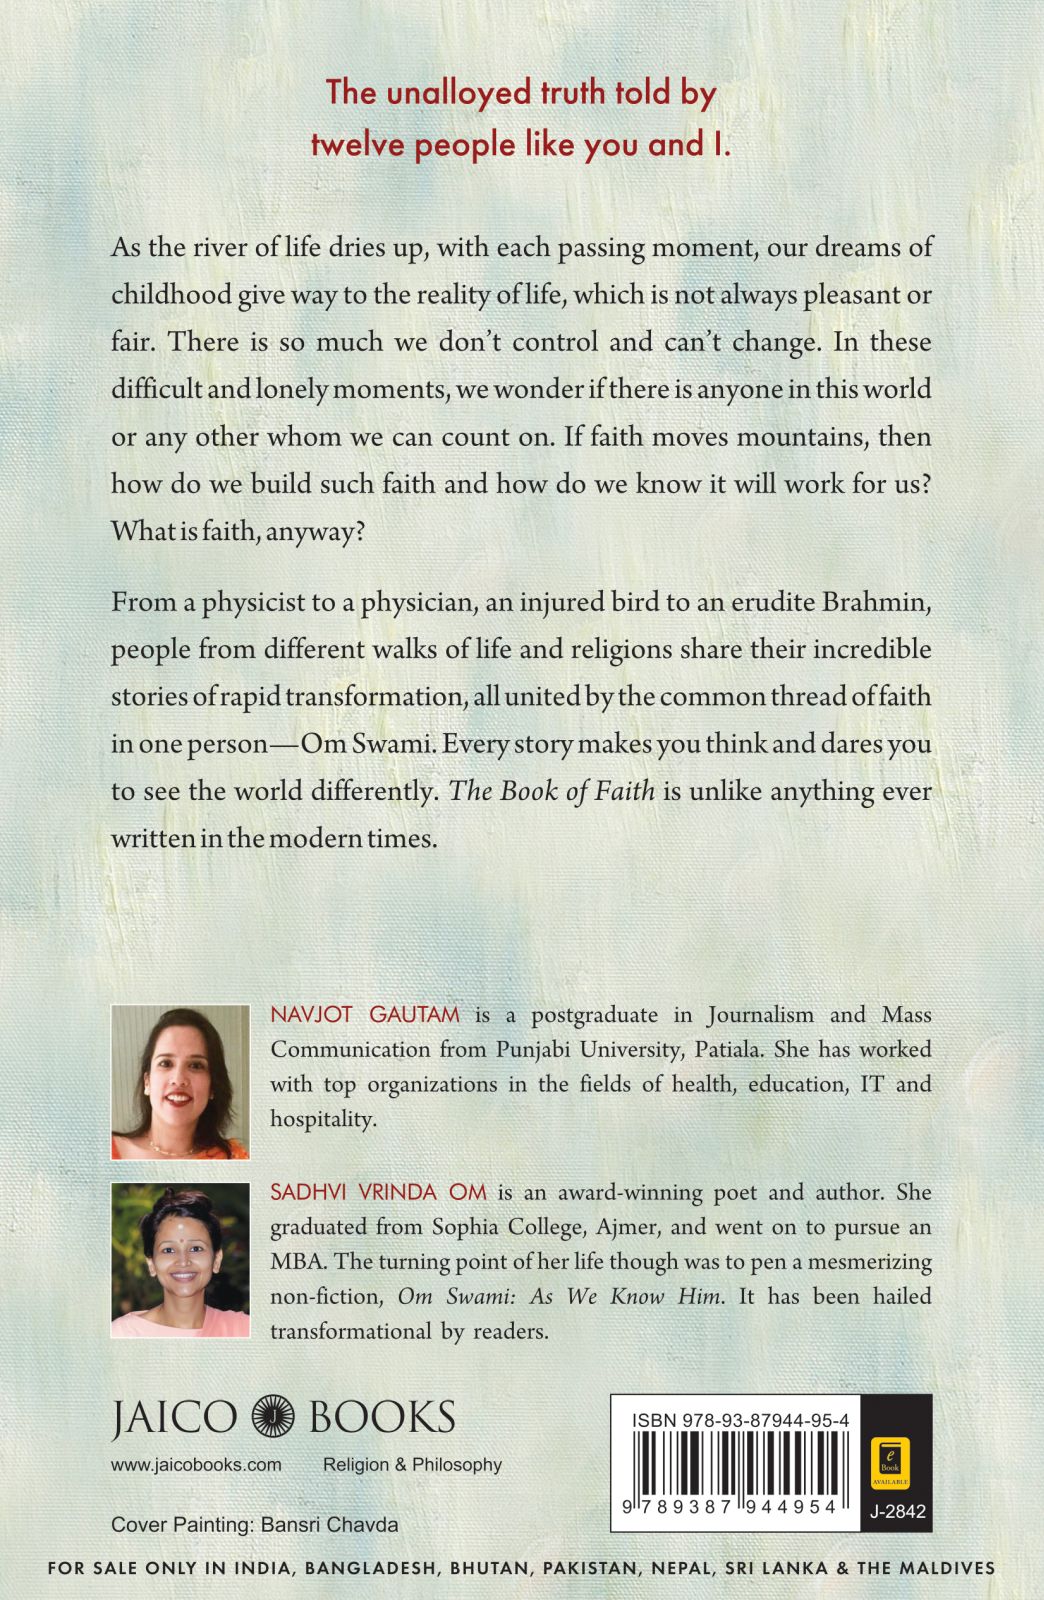 The unalloyed truth told by
twelve people like you and I.
As the river of life dries up, with each passing moment, our dreams of
childhood give way to the reality of life, which is not always pleasant or
fair. There is so much we don’t control and can’t change. In these
difficult and lonely moments, we wonder if there is anyone in this world
or any other whom we can count on. If faith moves mountains, then
how do we build such faith and how do we know it will work for us?
What is faith, anyway?
From a physicist to a physician, an injured bird to an erudite Brahmin,
people from different walks of life and religions share their incredible
stories of rapid transformation, all united by the common thread of faith
in one person—Om Swami. Every story makes you think and dares you
to see the world differently. The Book of Faith is unlike anything ever
written in the modern times.
NAVJOT GAUTAM is a postgraduate in Journalism and Mass
Communication from Punjabi University, Patiala. She has worked
with top organizations in the fields of health, education, IT and
hospitality.
SADHVI VRINDA OM is an award-winning poet and author. She
graduated from Sophia College, Ajmer, and went on to pursue an
MBA. The turning point of her life though was to pen a mesmerizing
non-fiction, Om Swami: As We Know Him. It has been hailed
transformational by readers.
JAICO J BOOKS
www.jaicobooks.com Religion & Philosophy
Cover Painting: Bansri Chavda
ISBN 978-93-87944-95-4
9 789387 944954
e
Book
AVAILABLE
J-2842
FOR SALE ONLY IN INDIA, BANGLADESH, BHUTAN, PAKISTAN, NEPAL, SRI LANKA & THE MALDIVES